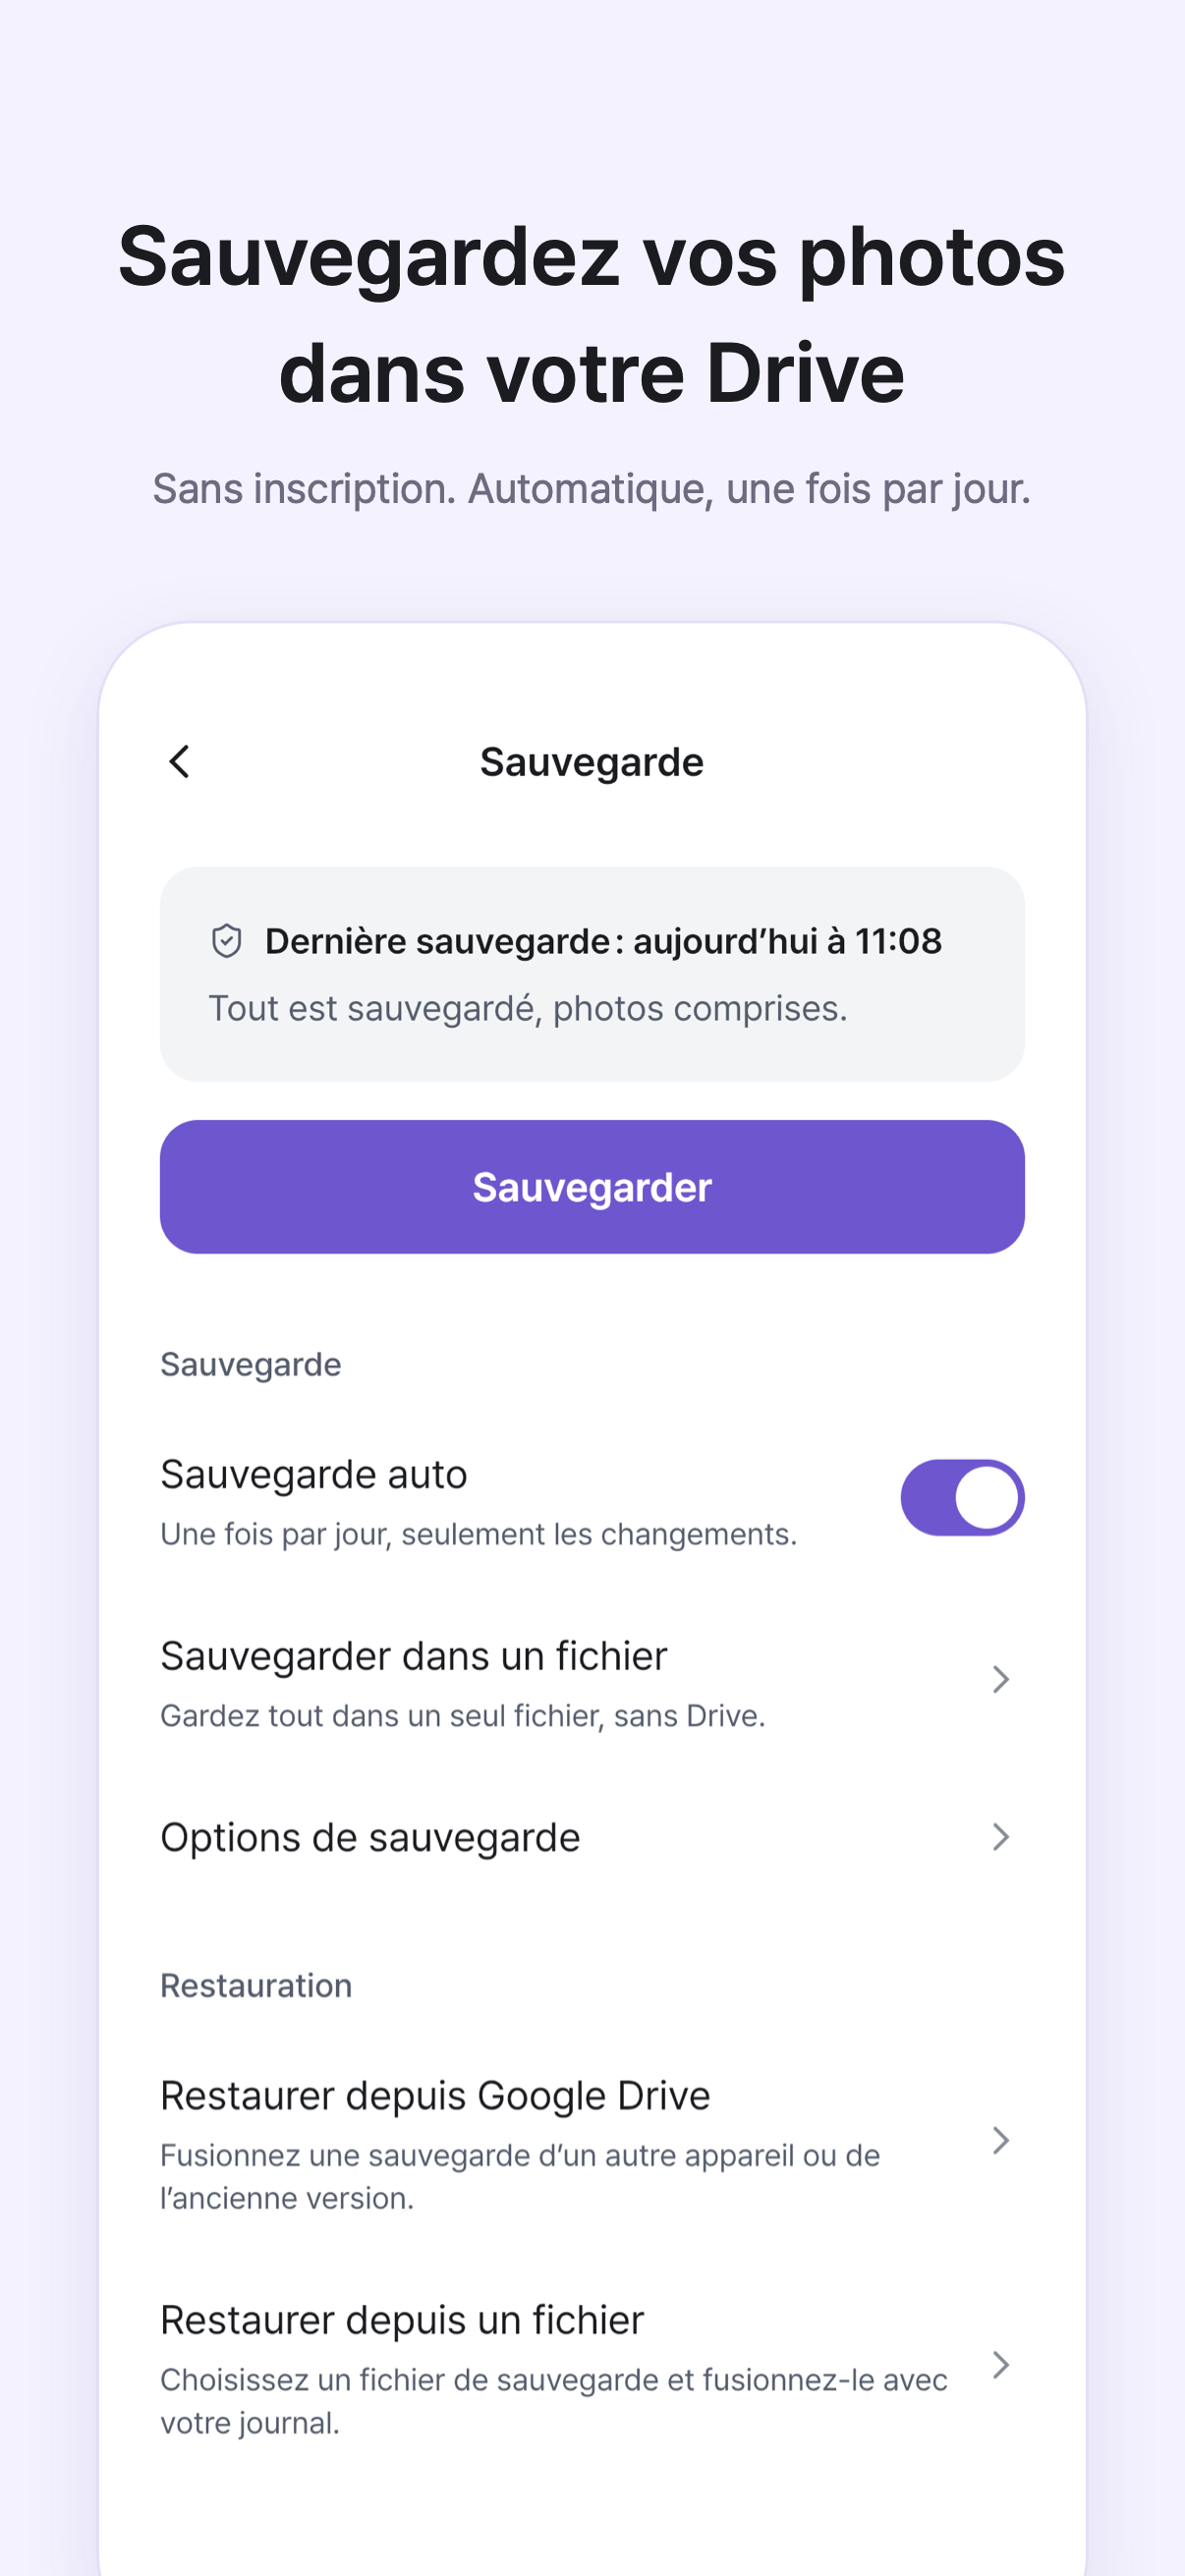 Sauvegardez vos photos
dans votre Drive
Sans inscription. Automatique, une fois par jour.
Sauvegarde
Dernière sauvegarde : aujourd’hui à 11:08
Tout est sauvegardé, photos comprises.
Sauvegarder
Sauvegarde
Sauvegarde auto
Une fois par jour, seulement les changements.
Sauvegarder dans un fichier
Gardez tout dans un seul fichier, sans Drive.
Options de sauvegarde
Restauration
Restaurer depuis Google Drive
Fusionnez une sauvegarde d’un autre appareil ou de
l’ancienne version.
Restaurer depuis un fichier
Choisissez un fichier de sauvegarde et fusionnez-le avec
votre journal.